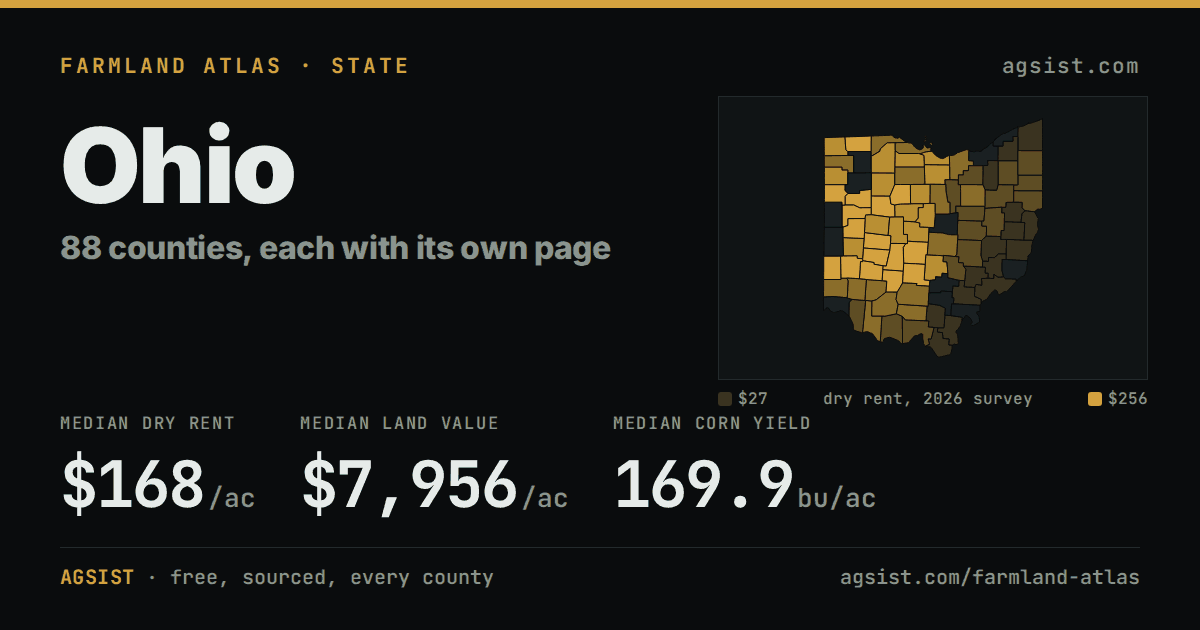 FARMLAND ATLAS · STATE
agsist.com
Ohio
88 counties, each with its own page
$27
dry rent, 2026 survey
$256
MEDIAN DRY RENT
MEDIAN LAND VALUE
MEDIAN CORN YIELD
$168/ac
$7,956/ac
169.9bu/ac
AGSIST · free, sourced, every county
agsist.com/farmland-atlas